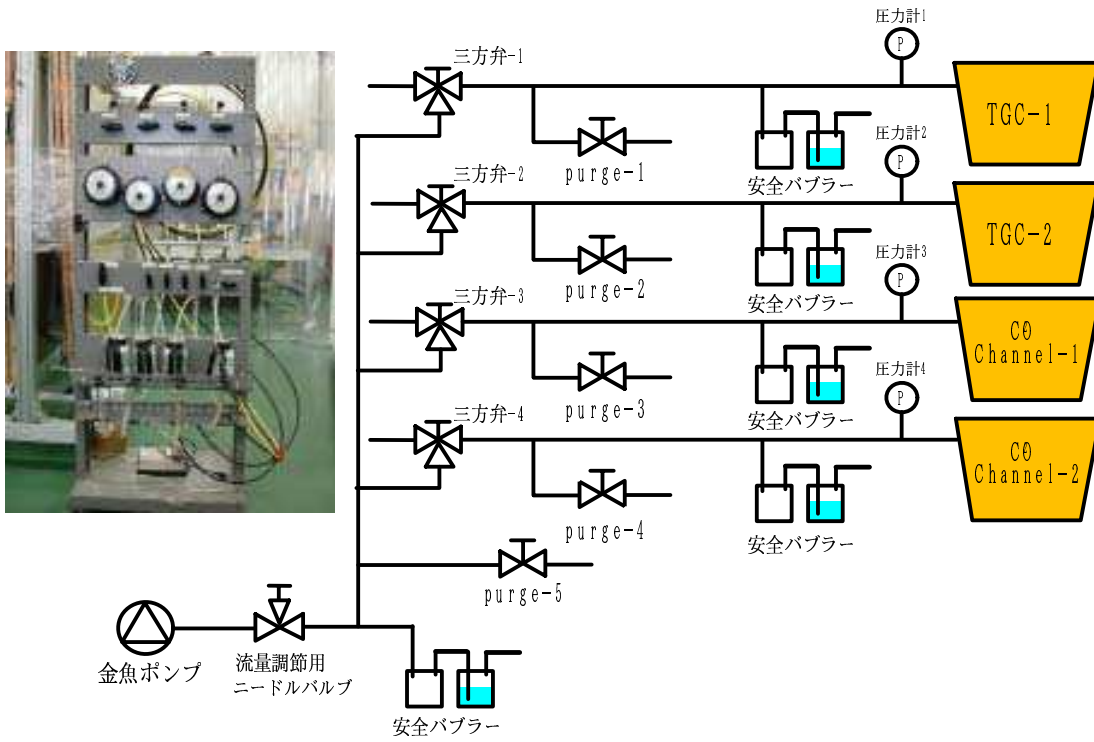 圧力計1
三方弁-1
P
TGC-1
purge-1
安全バブラー
圧力計2
三方弁-2
P
TGC-2
purge-2
安全バブラー
圧力計3
三方弁-3
P
CO
Channel-1
purge-3
安全バブラー
圧力計4
三方弁-4
P
CO
Channel-2
purge-4
安全バブラー
purge-5
金魚ポンプ
流量調節用
ニードルバルブ
安全バブラー